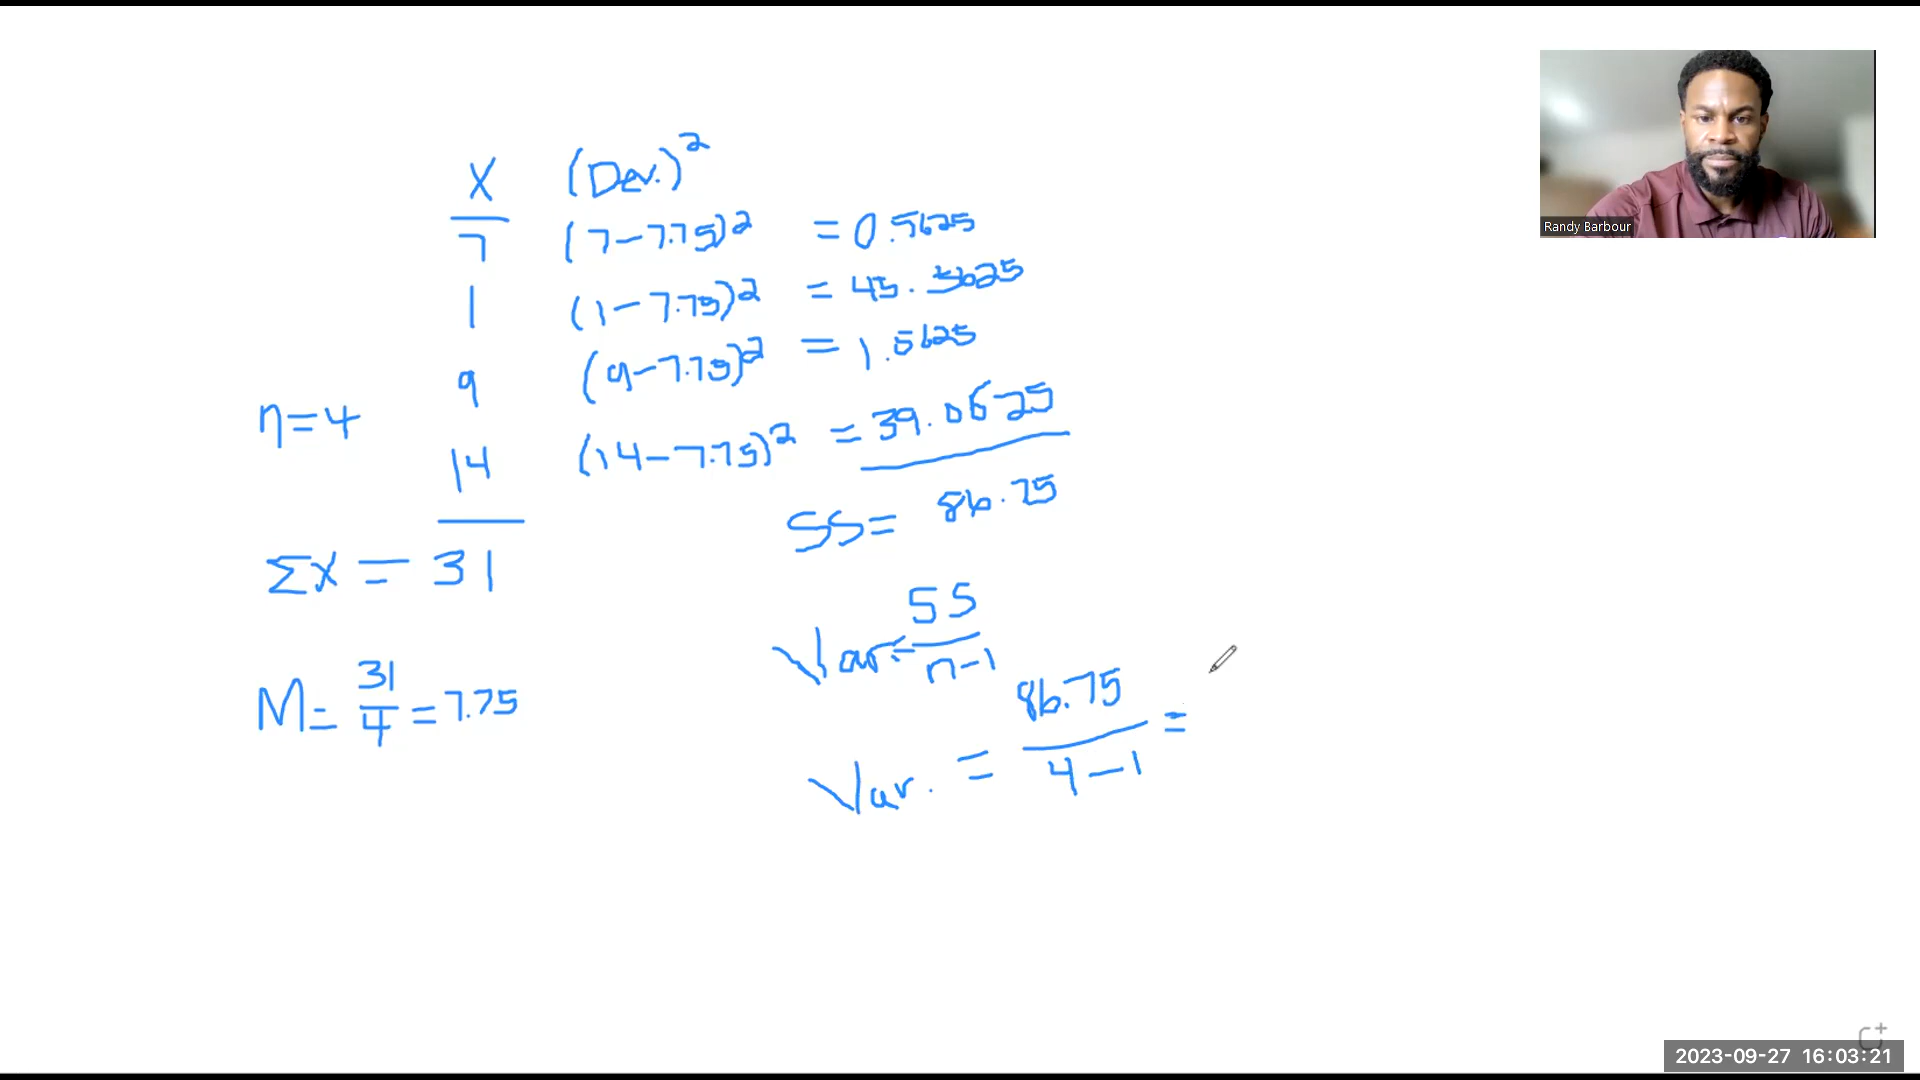 X (Dev.)²
7 (7-7.75)² = 0.5625
1 (1-7.75)² = 45.5625
9 (9-7.75)² = 1.5625
n=4
14 (14-7.75)² = 39.0625
SS= 86.75
ΣX = 31
Var.= SS/n-1
M= 31/4 = 7.75
Var. = 86.75/4-1 =
Randy Barbour
2023-09-27 16:03:21